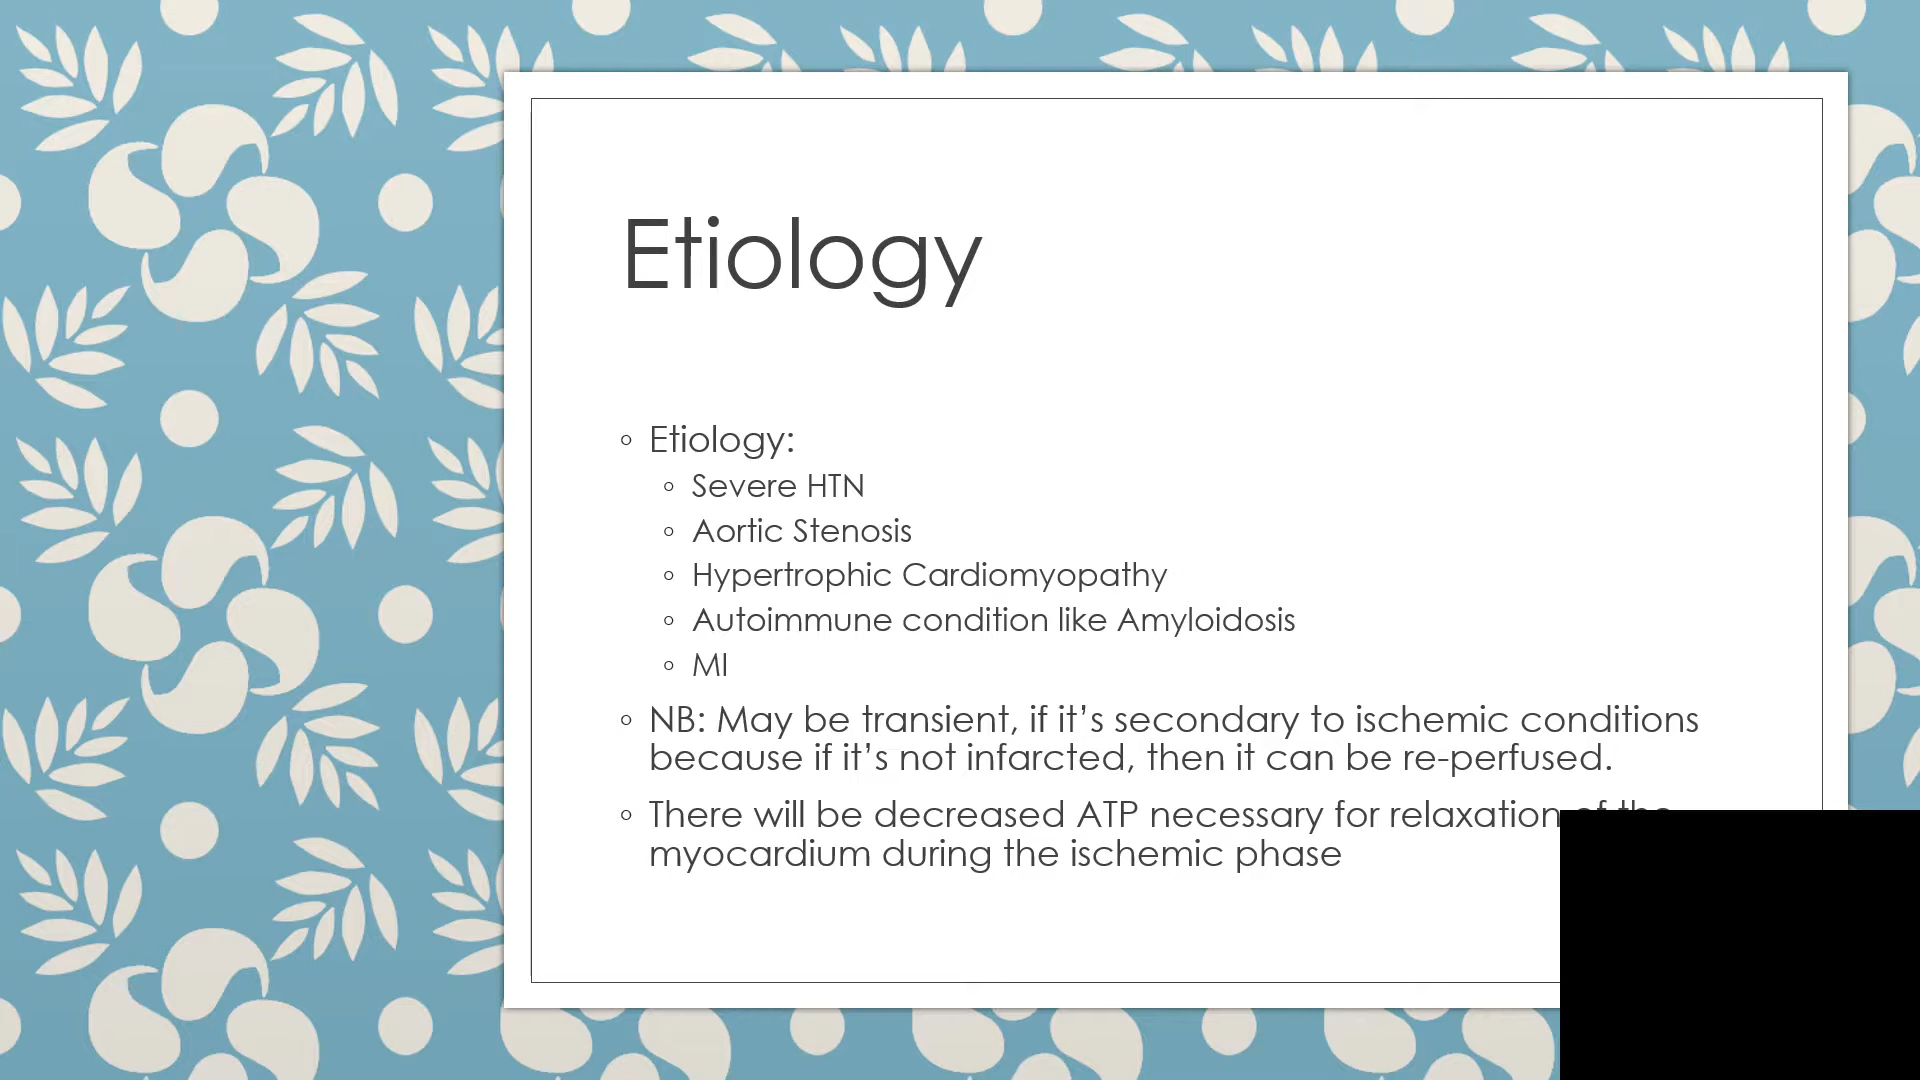 Etiology
◦ Etiology:
◦ Severe HTN
◦ Aortic Stenosis
◦ Hypertrophic Cardiomyopathy
◦ Autoimmune condition like Amyloidosis
◦ MI
◦ NB: May be transient, if it’s secondary to ischemic conditions
because if it’s not infarcted, then it can be re-perfused.
◦ There will be decreased ATP necessary for relaxation of the
myocardium during the ischemic phase